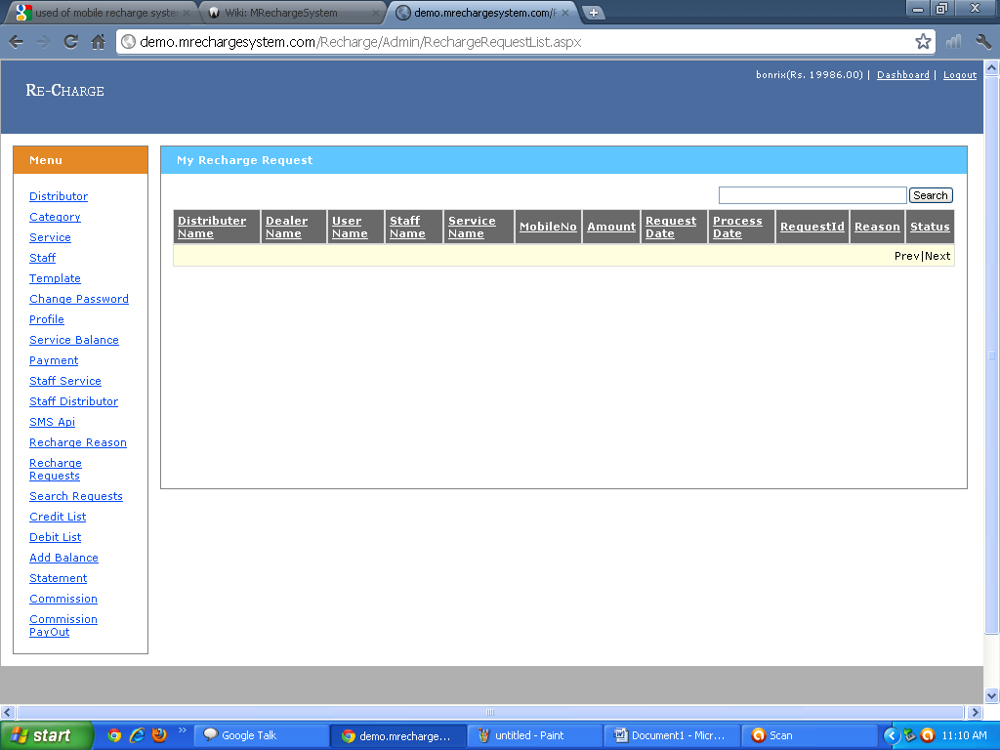 used of mobile recharge syste
Wiki: MRechargeSystem
demo.mrechargesystem.com/F
demo.mrechargesystem.com/Recharge/Admin/RechargeRequestList.aspx
bonrix(Rs. 19986.00) | Dashboard | Logout
RE-CHARGE
Menu
Distributor
Category
Service
Staff
Template
Change Password
Profile
Service Balance
Payment
Staff Service
Staff Distributor
SMS Api
Recharge Reason
Recharge
Requests
Search Requests
Credit List
Debit List
Add Balance
Statement
Commission
Commission
PayOut
My Recharge Request
Search
Distributer
Name
Dealer
Name
User
Name
Staff
Name
Service
Name
MobileNo
Amount
Request
Date
Process
Date
RequestId
Reason
Status
Prev|Next
start
Google Talk
demo.mrecharge...
untitled - Paint
Document1 - Micr...
Scan
11:10 AM